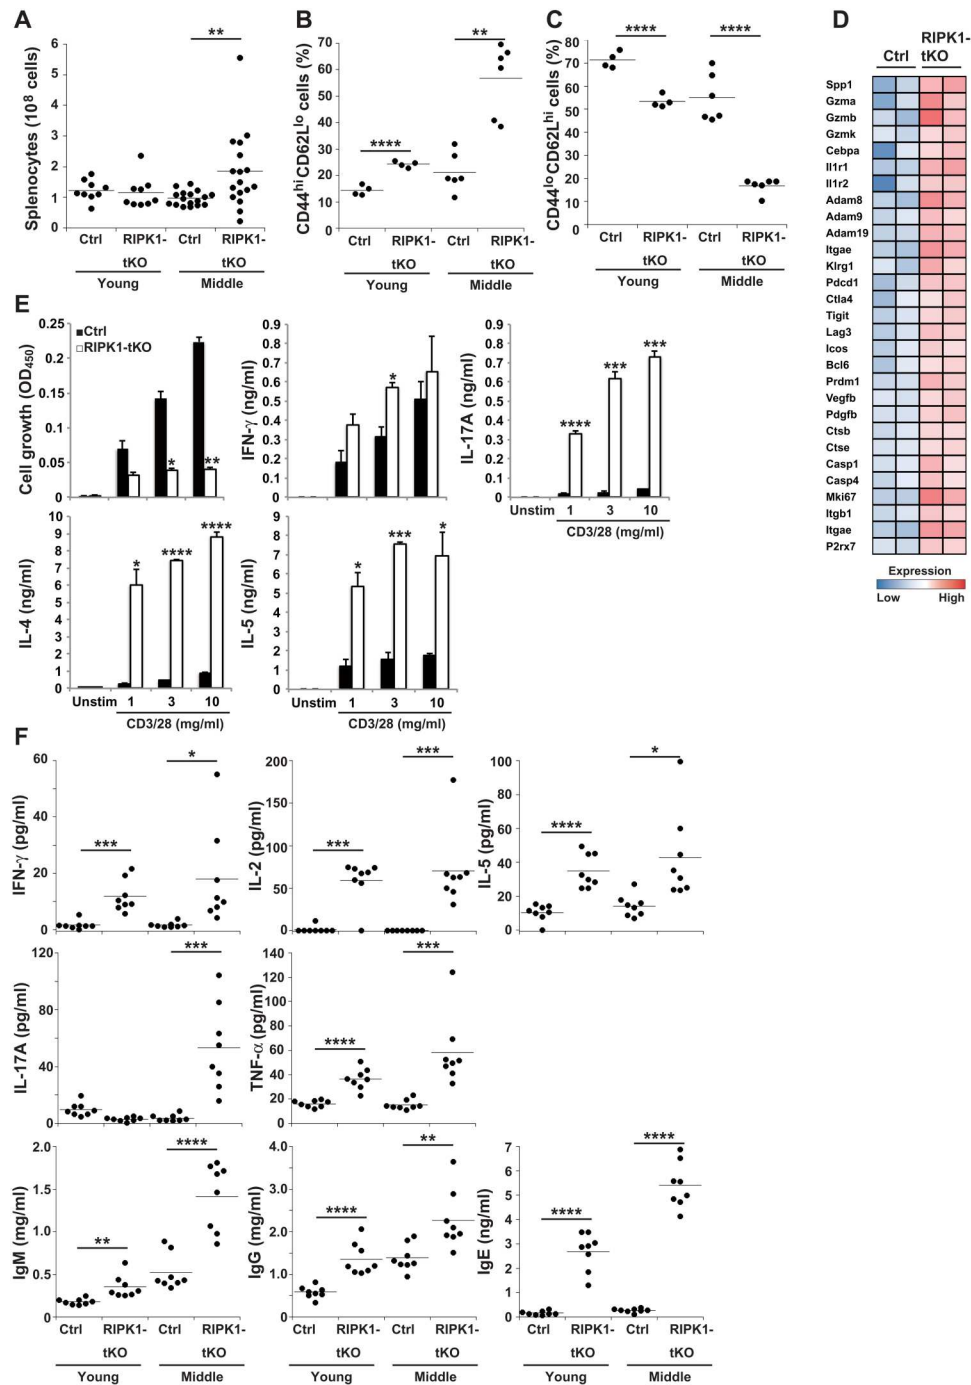 A
B
C
D
**
Splenocytes (10⁸ cells)
6
5
4
3
2
1
0
Ctrl RIPK1- Ctrl RIPK1-
tKO tKO
Young Middle
**
****
CD44ʰⁱCD62Lˡᵒ cells (%)
70
60
50
40
30
20
10
0
Ctrl RIPK1- Ctrl RIPK1-
tKO tKO
Young Middle
**** ****
CD44ˡᵒCD62Lʰⁱ cells (%)
80
70
60
50
40
30
20
10
0
Ctrl RIPK1- Ctrl RIPK1-
tKO tKO
Young Middle
RIPK1-
Ctrl tKO
Spp1
Gzma
Gzmb
Gzmk
Cebpa
Il1r1
Il1r2
Adam8
Adam9
Adam19
Itgae
Klrg1
Pdcd1
Ctla4
Tigit
Lag3
Icos
Bcl6
Prdm1
Vegfb
Pdgfb
Ctsb
Ctse
Casp1
Casp4
Mki67
Itgb1
Itgae
P2rx7
Expression
Low High
E
Cell growth (OD₄₅₀)
0.25
0.2
0.15
0.1
0.05
0
Ctrl
RIPK1-tKO
* **
IFN-γ (ng/ml)
0.9
0.8
0.7
0.6
0.5
0.4
0.3
0.2
0.1
0
*
IL-17A (ng/ml)
0.9
0.8
0.7
0.6
0.5
0.4
0.3
0.2
0.1
0
**** *** ***
Unstim 1 3 10
CD3/28 (mg/ml)
IL-4 (ng/ml)
10
9
8
7
6
5
4
3
2
1
0
* **** ****
Unstim 1 3 10
CD3/28 (mg/ml)
IL-5 (ng/ml)
9
8
7
6
5
4
3
2
1
0
* *** *
Unstim 1 3 10
CD3/28 (mg/ml)
F
IFN-γ (pg/ml)
60
40
20
0
*** *
IL-2 (pg/ml)
200
150
100
50
0
*** ***
IL-5 (pg/ml)
100
80
60
40
20
0
**** *
IL-17A (pg/ml)
120
80
40
0
***
TNF-α (pg/ml)
140
120
100
80
60
40
20
0
**** ***
IgM (mg/ml)
2.0
1.5
1.0
0.5
0
** ****
Ctrl RIPK1- Ctrl RIPK1-
tKO tKO
Young Middle
IgG (mg/ml)
4.0
3.0
2.0
1.0
0
**** **
Ctrl RIPK1- Ctrl RIPK1-
tKO tKO
Young Middle
IgE (ng/ml)
7
6
5
4
3
2
1
0
**** ****
Ctrl RIPK1- Ctrl RIPK1-
tKO tKO
Young Middle